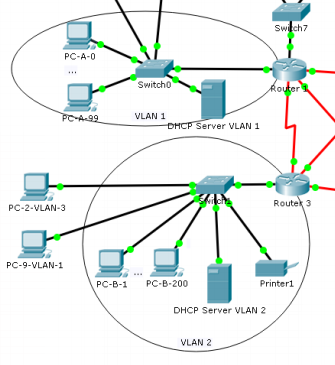 Switch7
PC-A-0
...
Switch0
Router 1
PC-A-99
VLAN 1
DHCP Server VLAN 1
PC-2-VLAN-3
Switch1
Router 3
PC-9-VLAN-1
PC-B-1
...
PC-B-200
Printer1
DHCP Server VLAN 2
VLAN 2